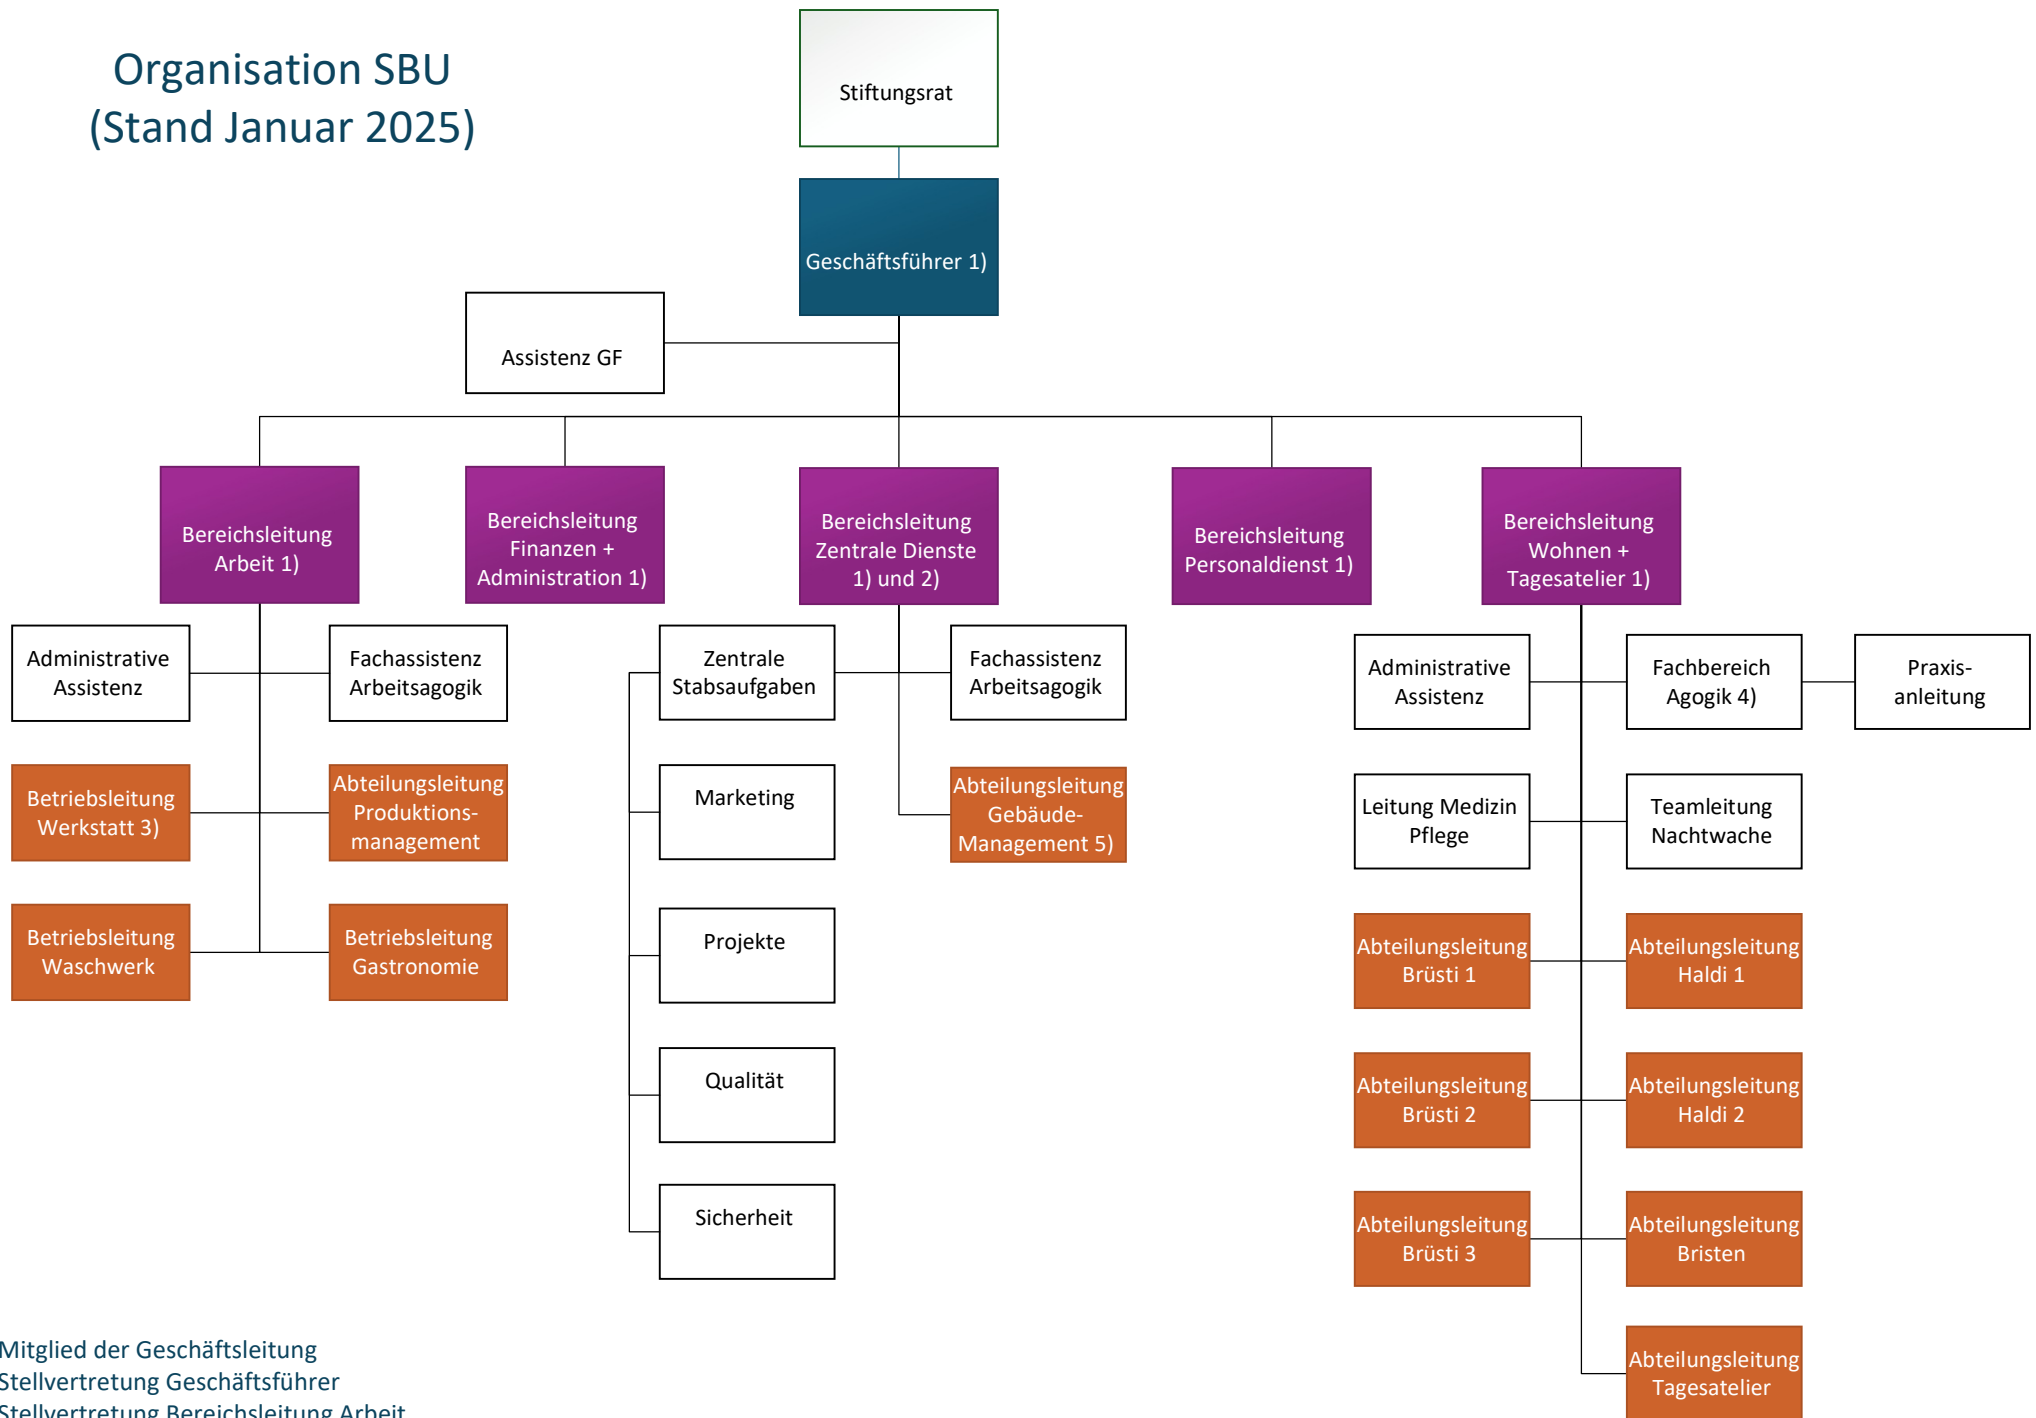 Organisation SBU
(Stand Januar 2025)
Stiftungsrat
Geschäftsführer 1)
Assistenz GF
Bereichsleitung
Arbeit 1)
Bereichsleitung
Finanzen +
Administration 1)
Bereichsleitung
Zentrale Dienste
1) und 2)
Bereichsleitung
Personaldienst 1)
Bereichsleitung
Wohnen +
Tagesatelier 1)
Administrative
Assistenz
Fachassistenz
Arbeitsagogik
Zentrale
Stabsaufgaben
Fachassistenz
Arbeitsagogik
Administrative
Assistenz
Fachbereich
Agogik 4)
Praxis-
anleitung
Betriebsleitung
Werkstatt 3)
Abteilungsleitung
Produktions-
management
Marketing
Abteilungsleitung
Gebäude-
Management 5)
Leitung Medizin
Pflege
Teamleitung
Nachtwache
Betriebsleitung
Waschwerk
Betriebsleitung
Gastronomie
Projekte
Abteilungsleitung
Brüsti 1
Abteilungsleitung
Haldi 1
Qualität
Abteilungsleitung
Brüsti 2
Abteilungsleitung
Haldi 2
Sicherheit
Abteilungsleitung
Brüsti 3
Abteilungsleitung
Bristen
Abteilungsleitung
Tagesatelier
Mitglied der Geschäftsleitung
Stellvertretung Geschäftsführer
Stellvertretung Bereichsleitung Arbeit